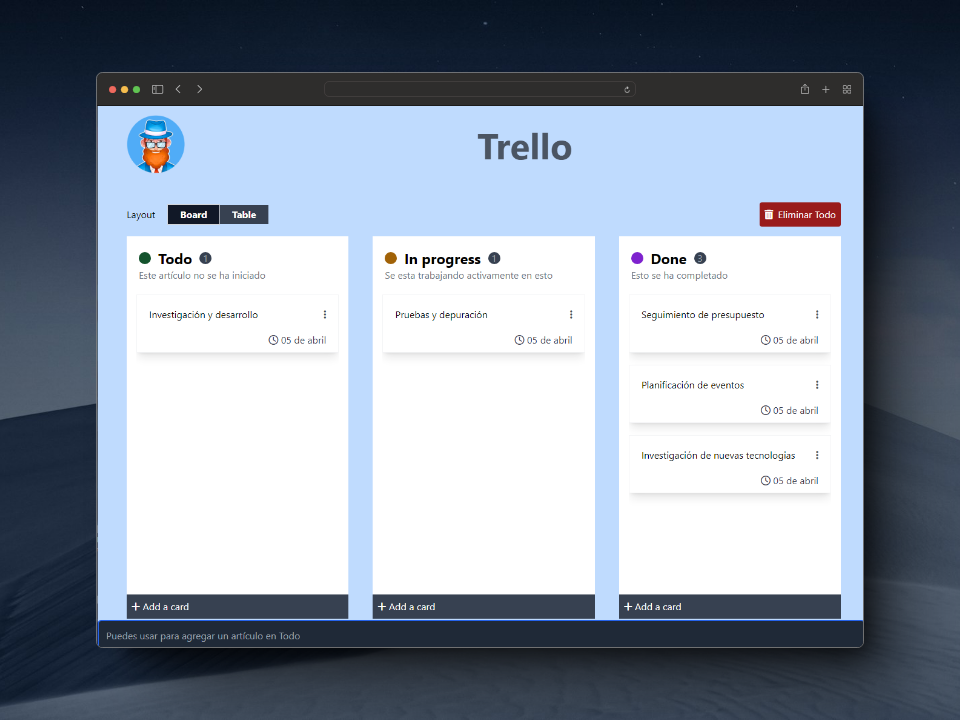 Trello
Layout
Board
Table
Eliminar Todo
Todo 1
Este artículo no se ha iniciado
Investigación y desarrollo
05 de abril
+ Add a card
In progress 1
Se esta trabajando activamente en esto
Pruebas y depuración
05 de abril
+ Add a card
Done 3
Esto se ha completado
Seguimiento de presupuesto
05 de abril
Planificación de eventos
05 de abril
Investigación de nuevas tecnologías
05 de abril
+ Add a card
Puedes usar para agregar un artículo en Todo